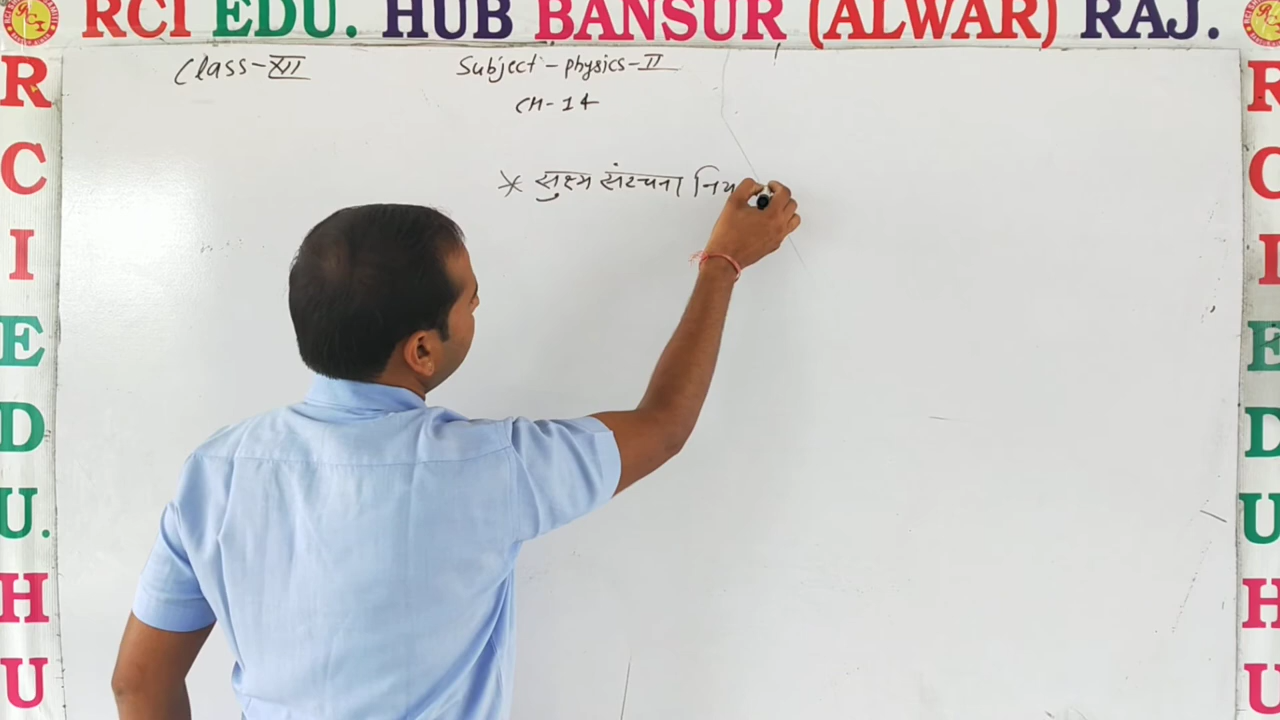 RCI EDU. HUB BANSUR (ALWAR) RAJ.
Class-XII
Subject - physics-II
CH-14
* सुक्ष्म संरचना
R
C
I
E
D
U.
H
U
R
C
I
E
D
U
H
U